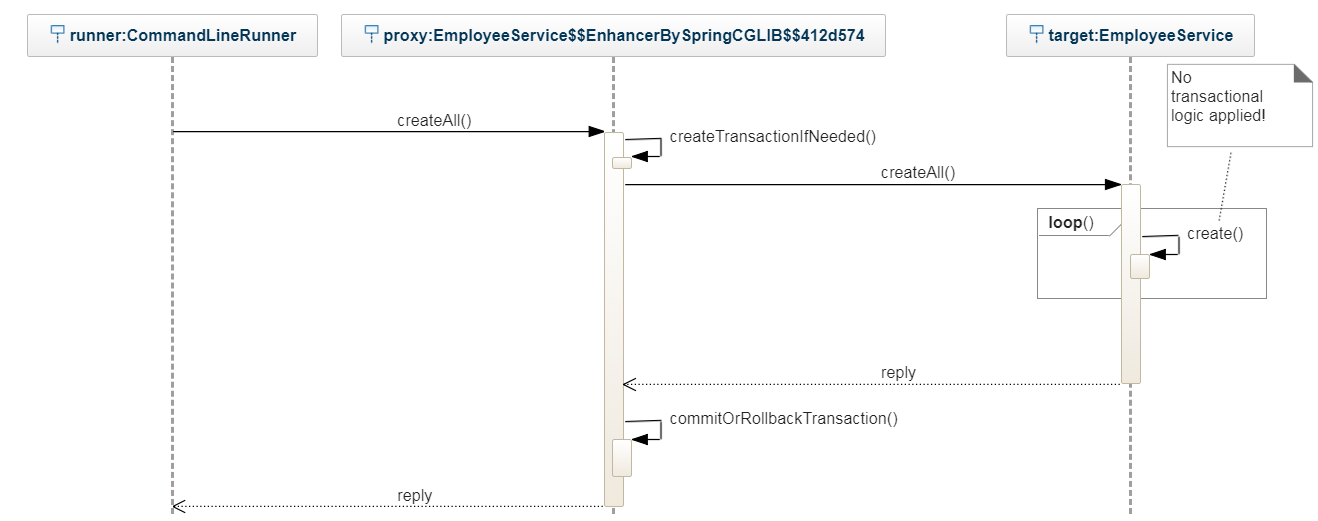 runner:CommandLineRunner
proxy:EmployeeService$$EnhancerBySpringCGLIB$$412d574
target:EmployeeService
No
transactional
logic applied!
createAll()
createTransactionIfNeeded()
createAll()
loop()
create()
reply
commitOrRollbackTransaction()
reply